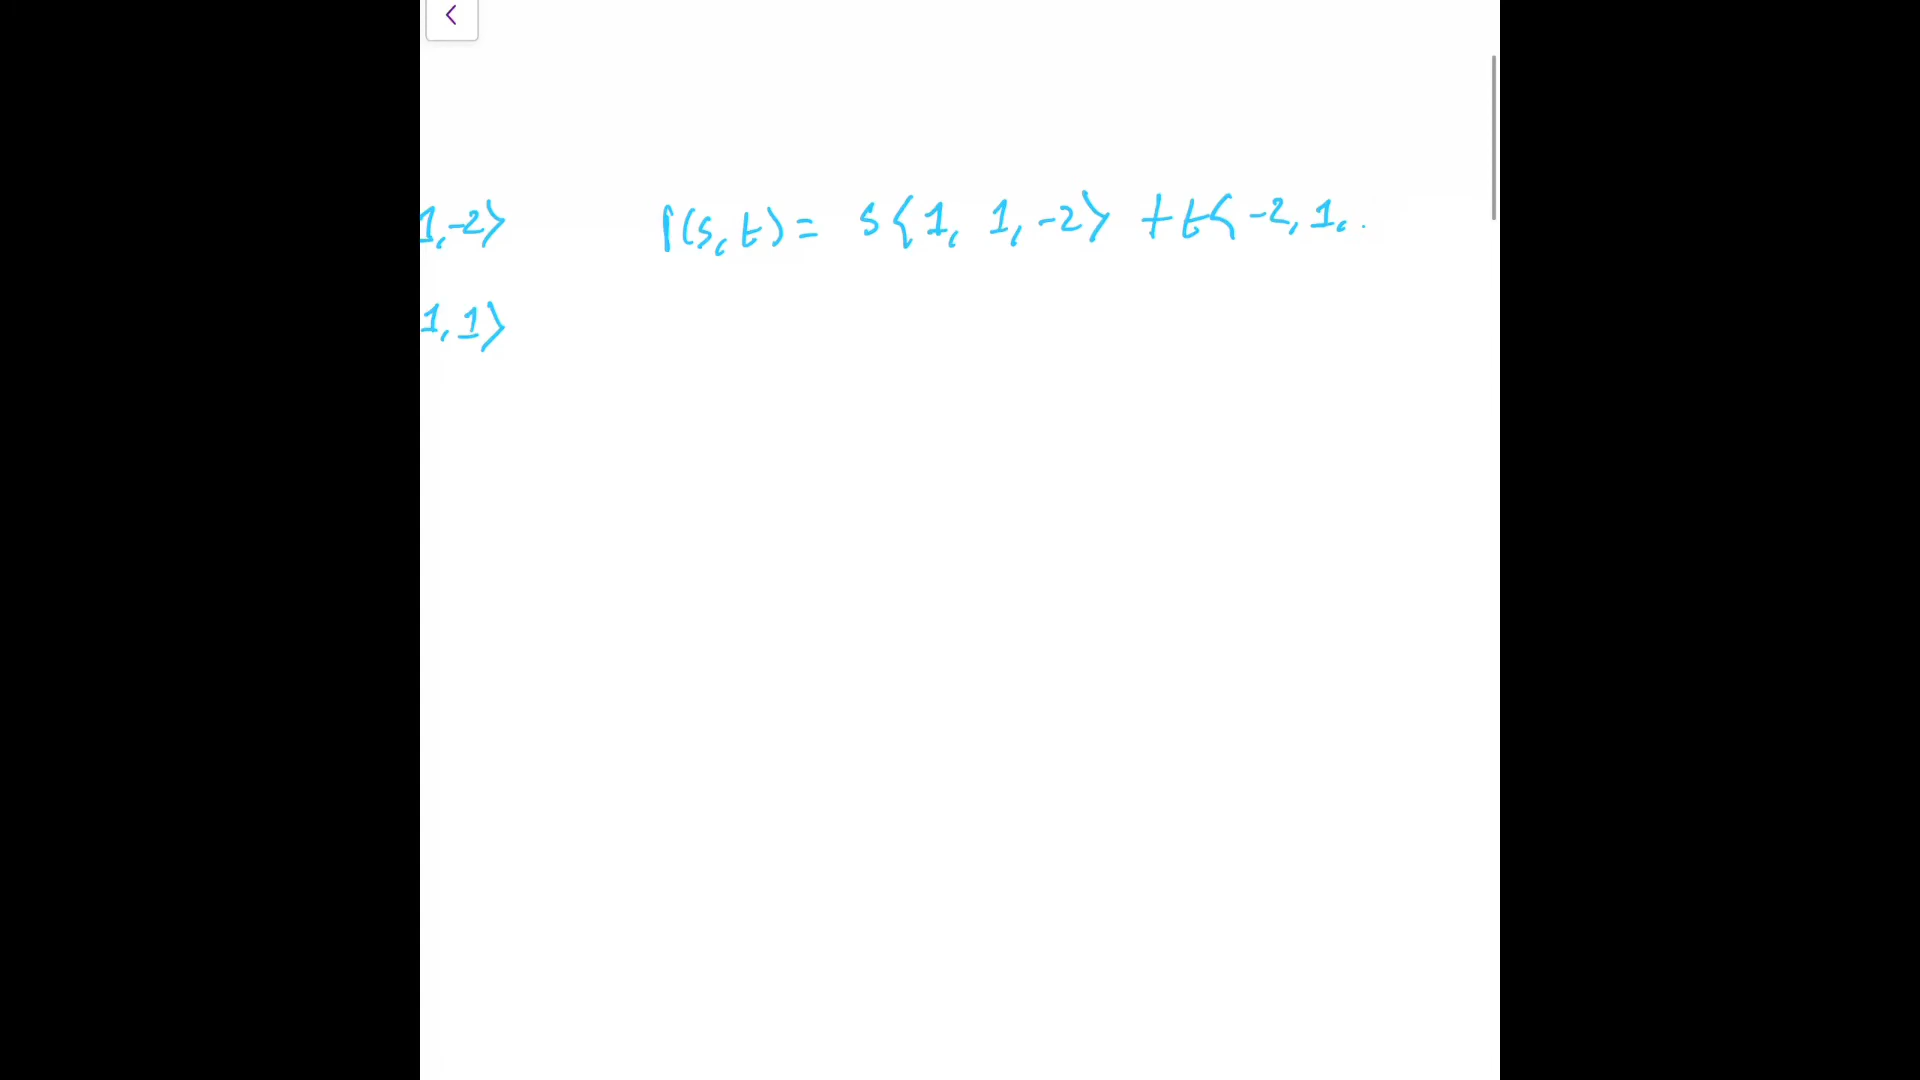 1,-2⟩ r(s,t) = s⟨1, 1, -2⟩ + t⟨-2, 1, .
1, 1⟩